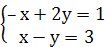 −x + 2y = 1
x − y = 3